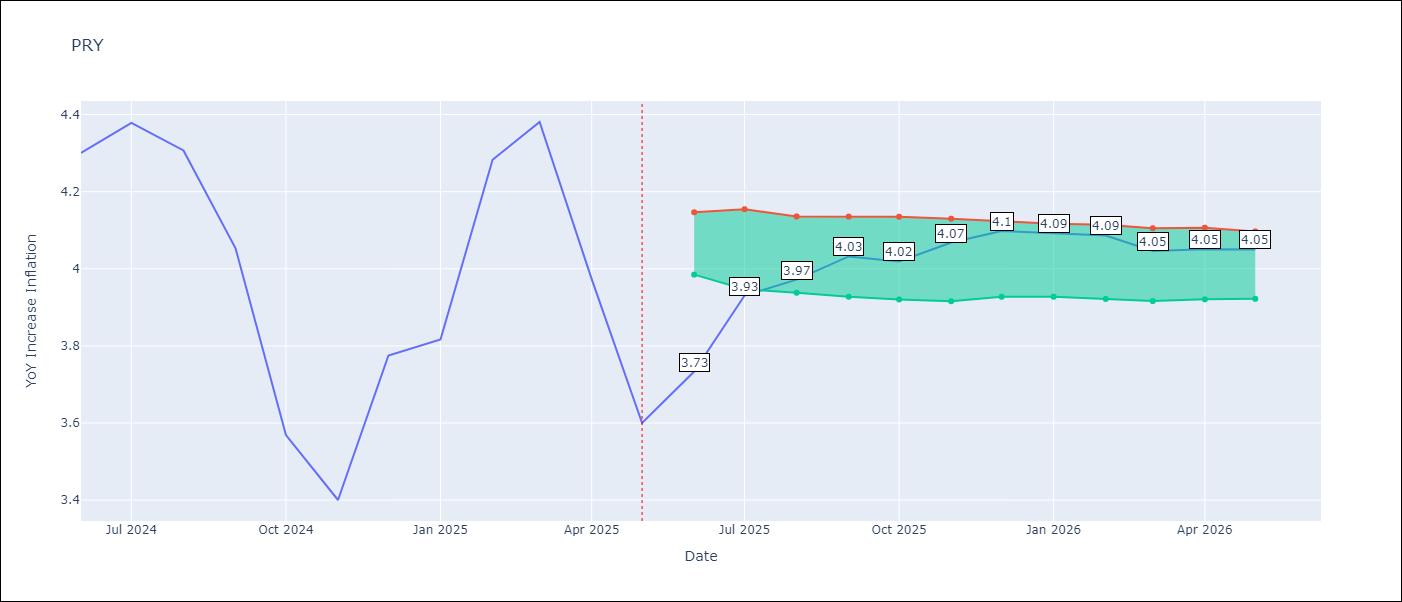 PRY
4.4
4.2
4
3.8
3.6
3.4
YoY Increase Inflation
3.73
3.93
3.97
4.03
4.02
4.07
4.1
4.09
4.09
4.05
4.05
4.05
Jul 2024
Oct 2024
Jan 2025
Apr 2025
Jul 2025
Oct 2025
Jan 2026
Apr 2026
Date